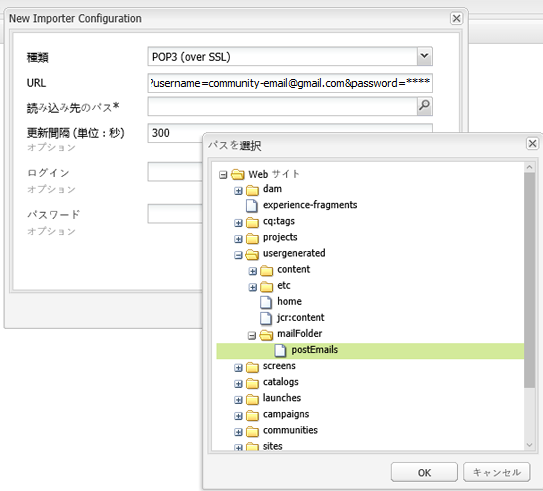 New Importer Configuration
種類
POP3 (over SSL)
URL
?username=community-email@gmail.com&password=****
読み込み先のパス*
更新間隔 (単位 : 秒)
300
オプション
ログイン
オプション
パスワード
オプション
パスを選択
Web サイト
dam
experience-fragments
cq:tags
projects
usergenerated
content
etc
home
jcr:content
mailFolder
postEmails
screens
catalogs
launches
campaigns
communities
sites
OK
キャンセル